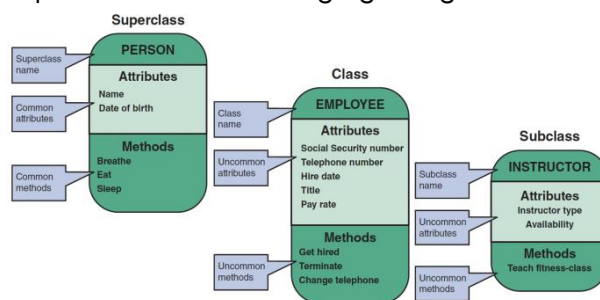 Superclass
PERSON
Superclass
name
Attributes
Name
Date of birth
Common
attributes
Methods
Breathe
Eat
Sleep
Common
methods
Class
EMPLOYEE
Class
name
Attributes
Social Security number
Telephone number
Hire date
Title
Pay rate
Uncommon
attributes
Methods
Get hired
Terminate
Change telephone
Uncommon
methods
Subclass
INSTRUCTOR
Subclass
name
Attributes
Instructor type
Availability
Uncommon
attributes
Methods
Teach fitness-class
Uncommon
methods